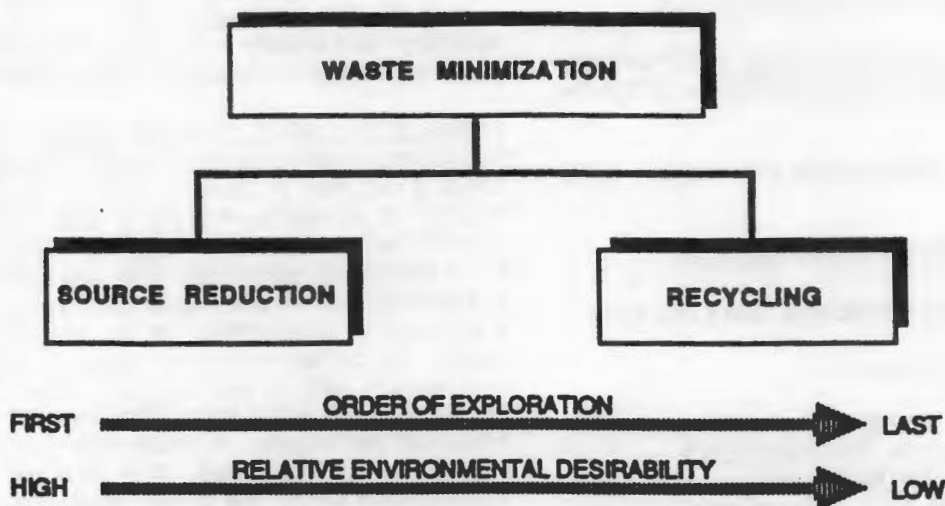 WASTE MINIMIZATION
SOURCE REDUCTION
RECYCLING
ORDER OF EXPLORATION
FIRST
LAST
RELATIVE ENVIRONMENTAL DESIRABILITY
HIGH
LOW